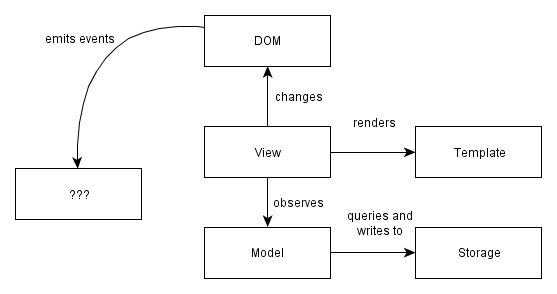 emits events
DOM
changes
renders
View
Template
???
observes
queries and
writes to
Model
Storage